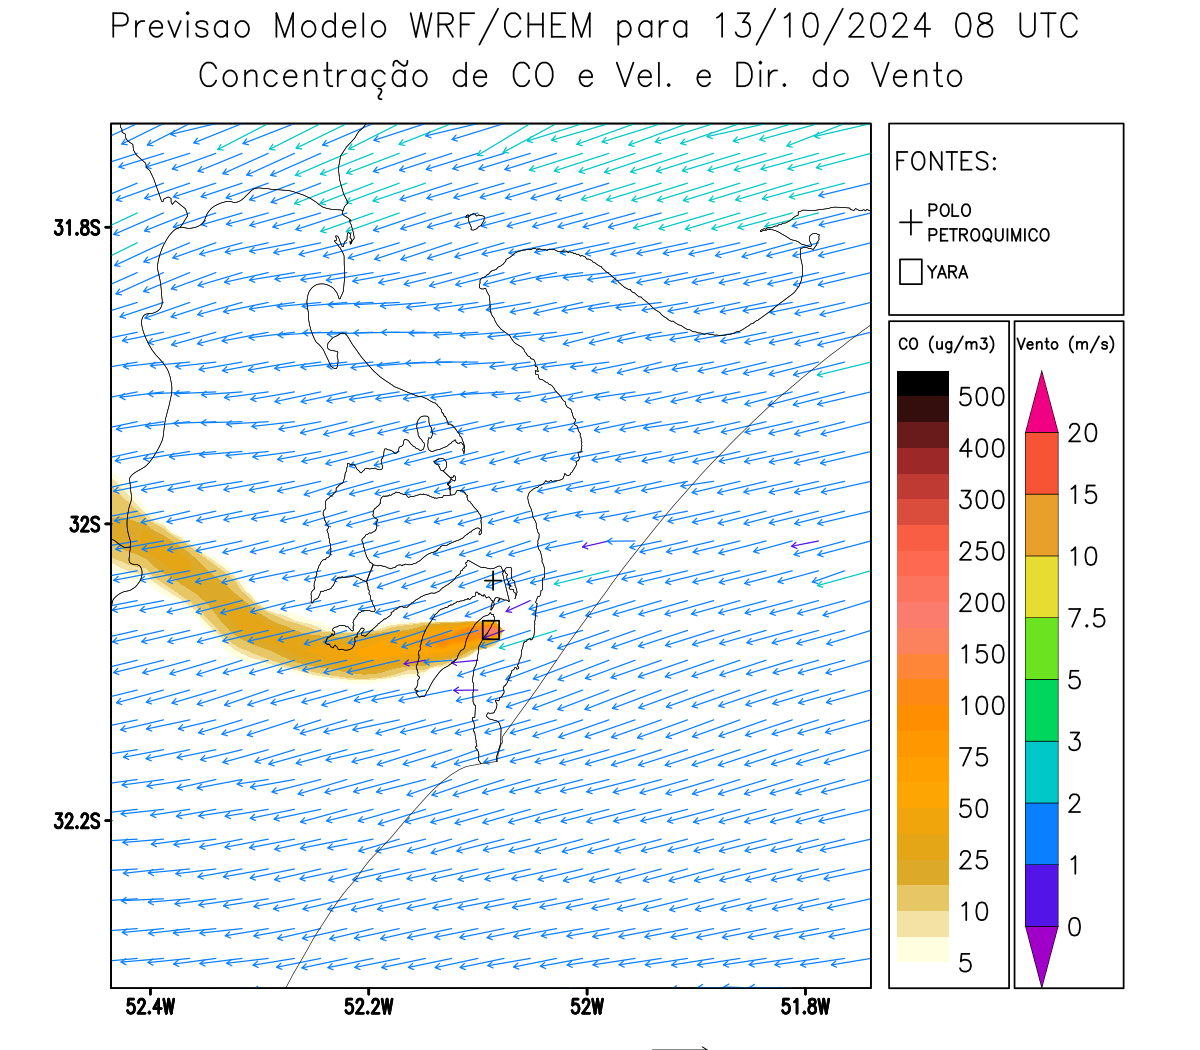 Previsao Modelo WRF/CHEM para 13/10/2024 08 UTC
Concentração de CO e Vel. e Dir. do Vento
FONTES:
POLO
PETROQUIMICO
YARA
CO (ug/m3)
500
400
300
250
200
150
100
75
50
25
10
5
Vento (m/s)
20
15
10
7.5
5
3
2
1
0
31.8S
32S
32.2S
52.4W
52.2W
52W
51.8W